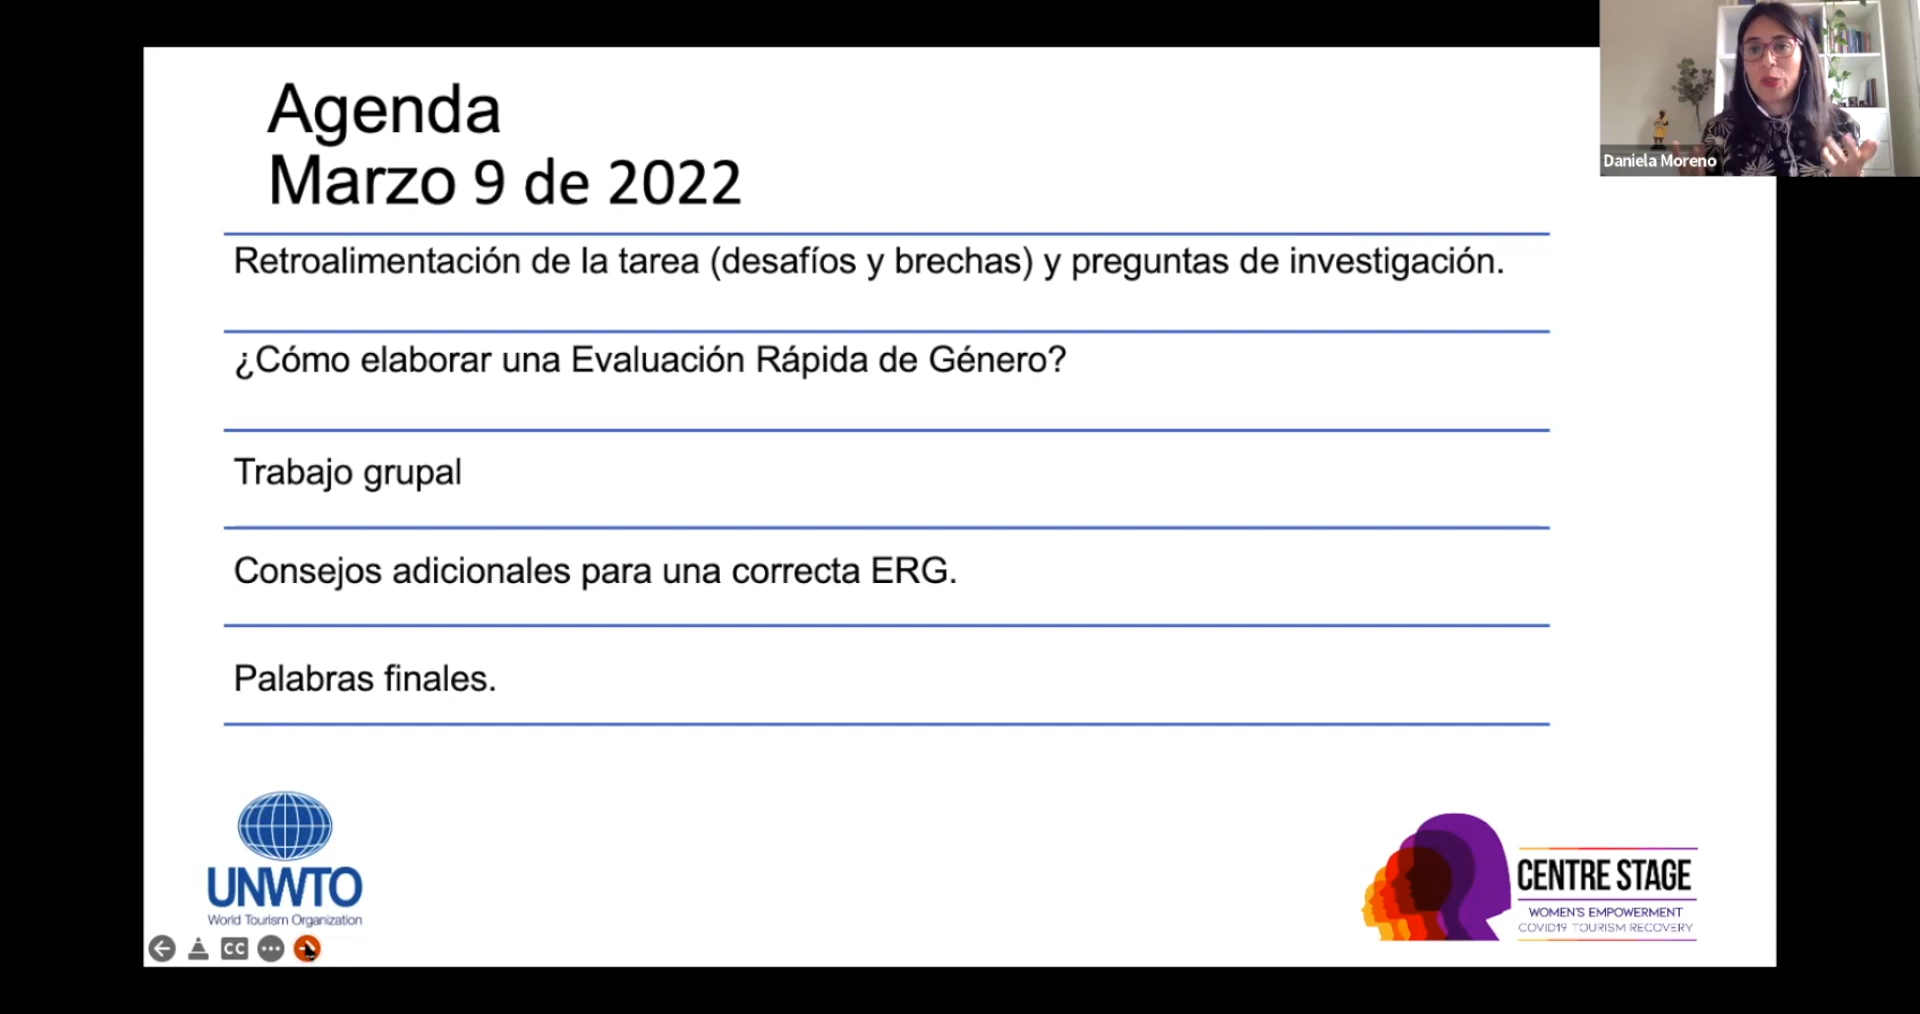 Agenda
Marzo 9 de 2022
Retroalimentación de la tarea (desafíos y brechas) y preguntas de investigación.
¿Cómo elaborar una Evaluación Rápida de Género?
Trabajo grupal
Consejos adicionales para una correcta ERG.
Palabras finales.
Daniela Moreno
UNWTO
World Tourism Organization
CC
CENTRE STAGE
WOMEN'S EMPOWERMENT
COVID19 TOURISM RECOVERY